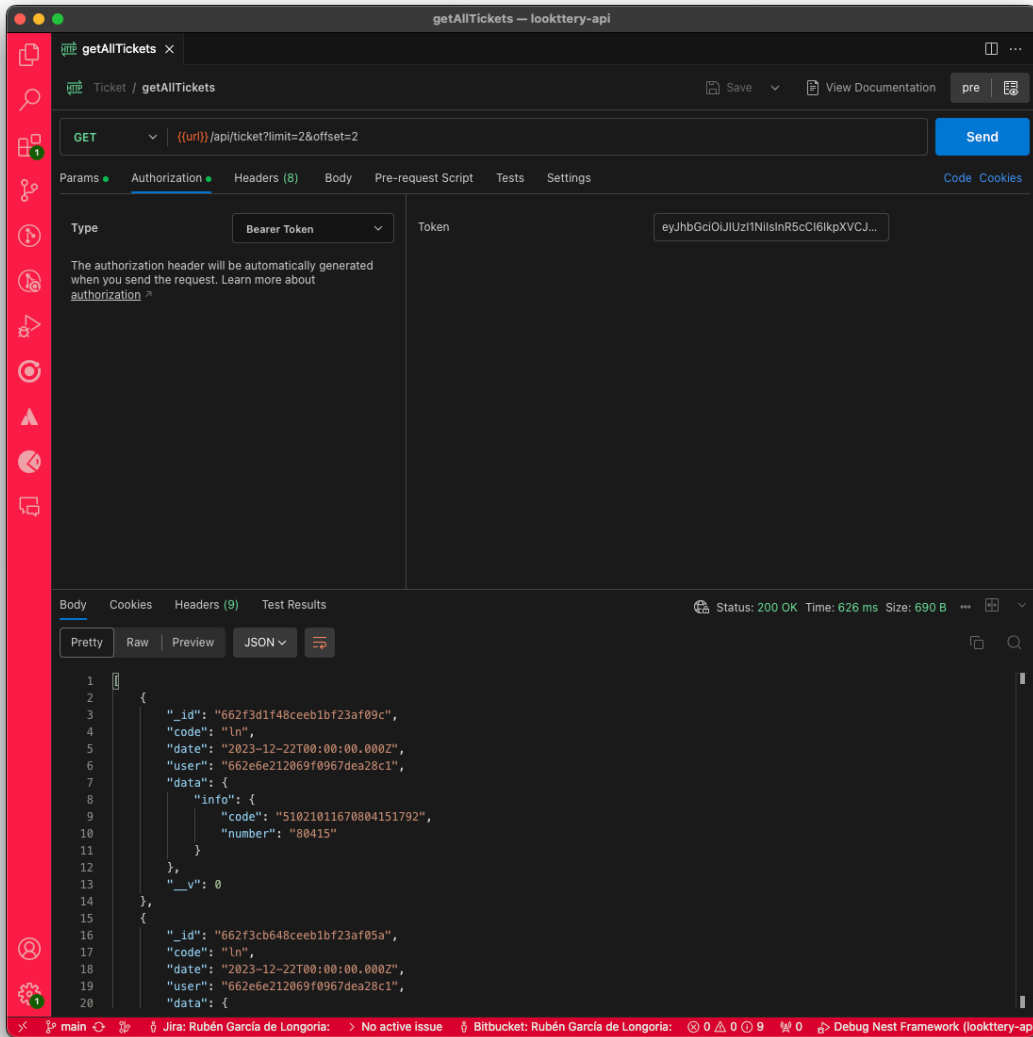 getAllTickets — lookttery-api
HTTP getAllTickets ×
HTTP Ticket / getAllTickets Save View Documentation pre
GET {{url}}/api/ticket?limit=2&offset=2 Send
Params Authorization Headers (8) Body Pre-request Script Tests Settings Code Cookies
Type Bearer Token Token eyJhbGciOiJIUzI1NiIsInR5cCI6IkpXVCJ...
The authorization header will be automatically generated
when you send the request. Learn more about
authorization ↗
1
1
Body Cookies Headers (9) Test Results Status: 200 OK Time: 626 ms Size: 690 B
Pretty Raw Preview JSON
1 [
2 {
3 "_id": "662f3d1f48ceeb1bf23af09c",
4 "code": "ln",
5 "date": "2023-12-22T00:00:00.000Z",
6 "user": "662e6e212069f0967dea28c1",
7 "data": {
8 "info": {
9 "code": "51021011670804151792",
10 "number": "80415"
11 }
12 },
13 "__v": 0
14 },
15 {
16 "_id": "662f3cb648ceeb1bf23af05a",
17 "code": "ln",
18 "date": "2023-12-22T00:00:00.000Z",
19 "user": "662e6e212069f0967dea28c1",
20 "data": {
main Jira: Rubén García de Longoria: > No active issue Bitbucket: Rubén García de Longoria: 0 0 9 0 Debug Nest Framework (lookttery-ap